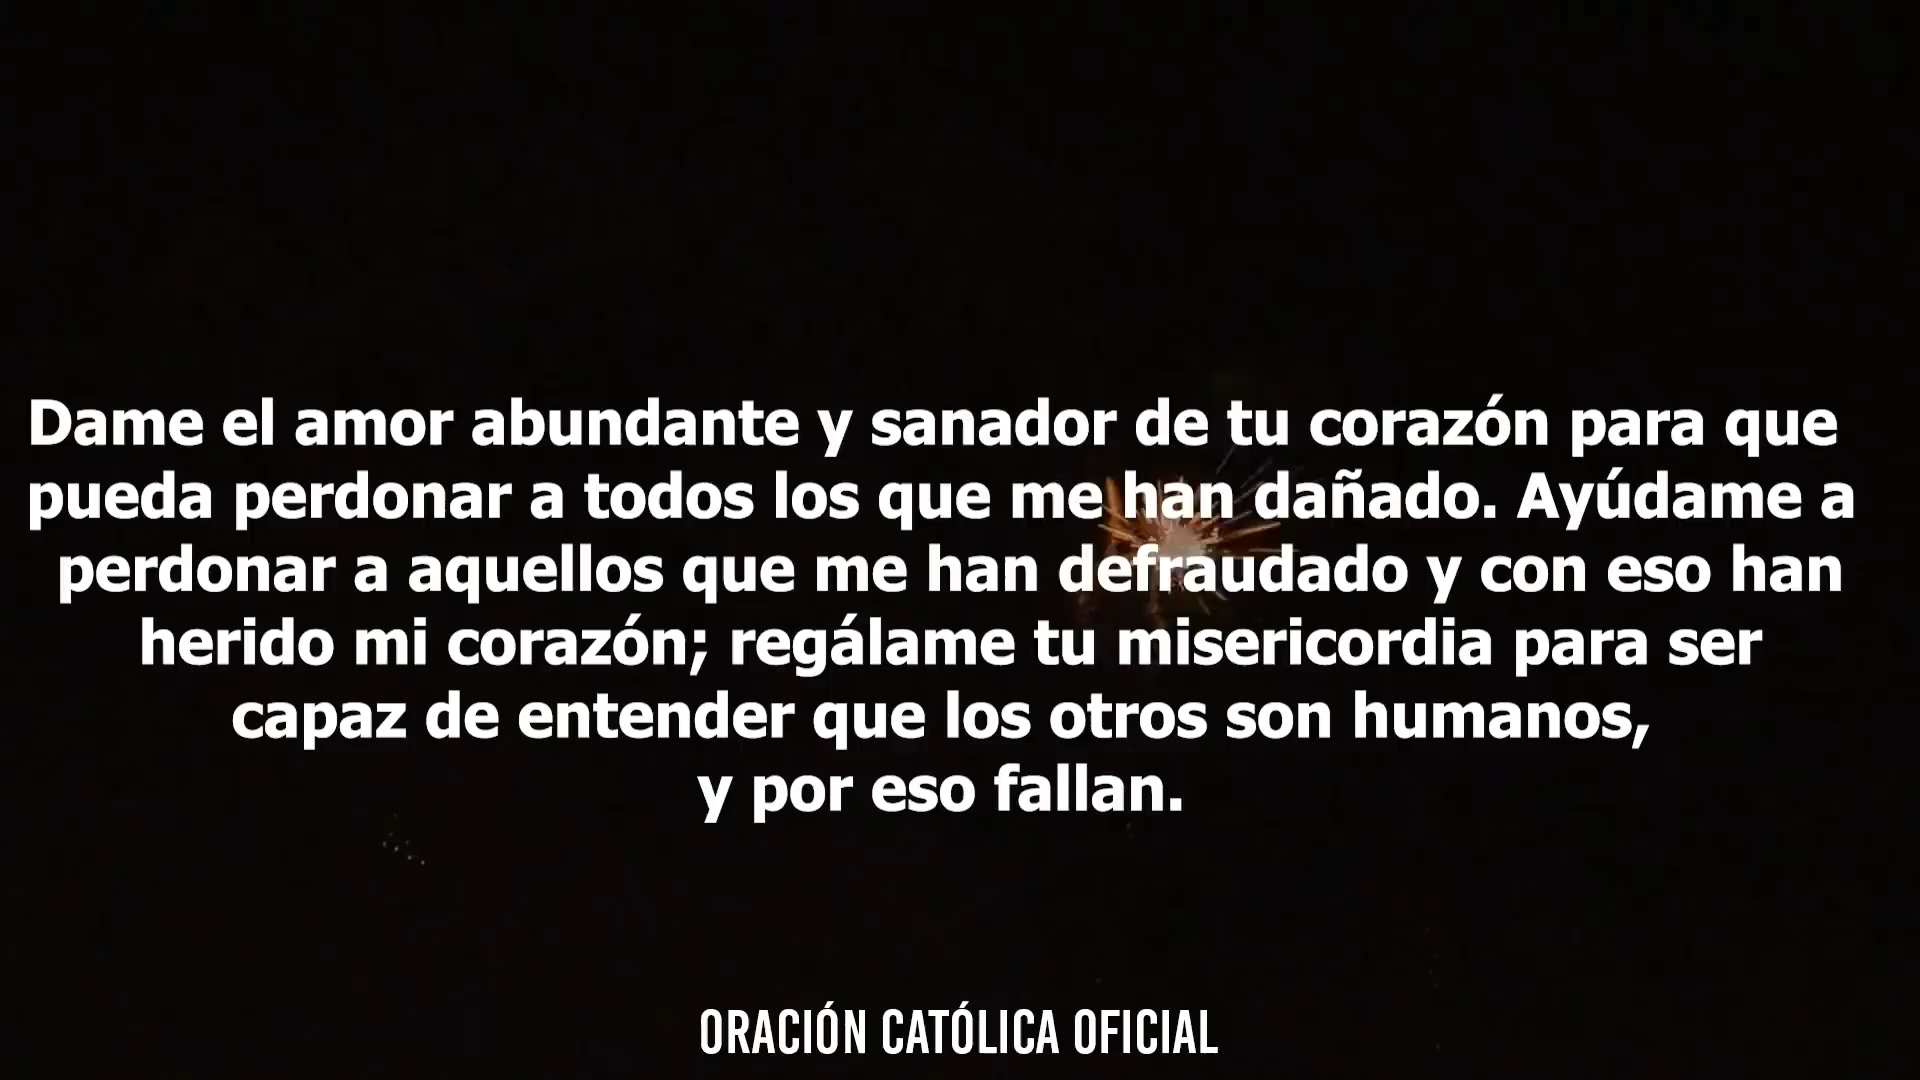 Dame el amor abundante y sanador de tu corazón para que
pueda perdonar a todos los que me han dañado. Ayúdame a
perdonar a aquellos que me han defraudado y con eso han
herido mi corazón; regálame tu misericordia para ser
capaz de entender que los otros son humanos,
y por eso fallan.
ORACIÓN CATÓLICA OFICIAL